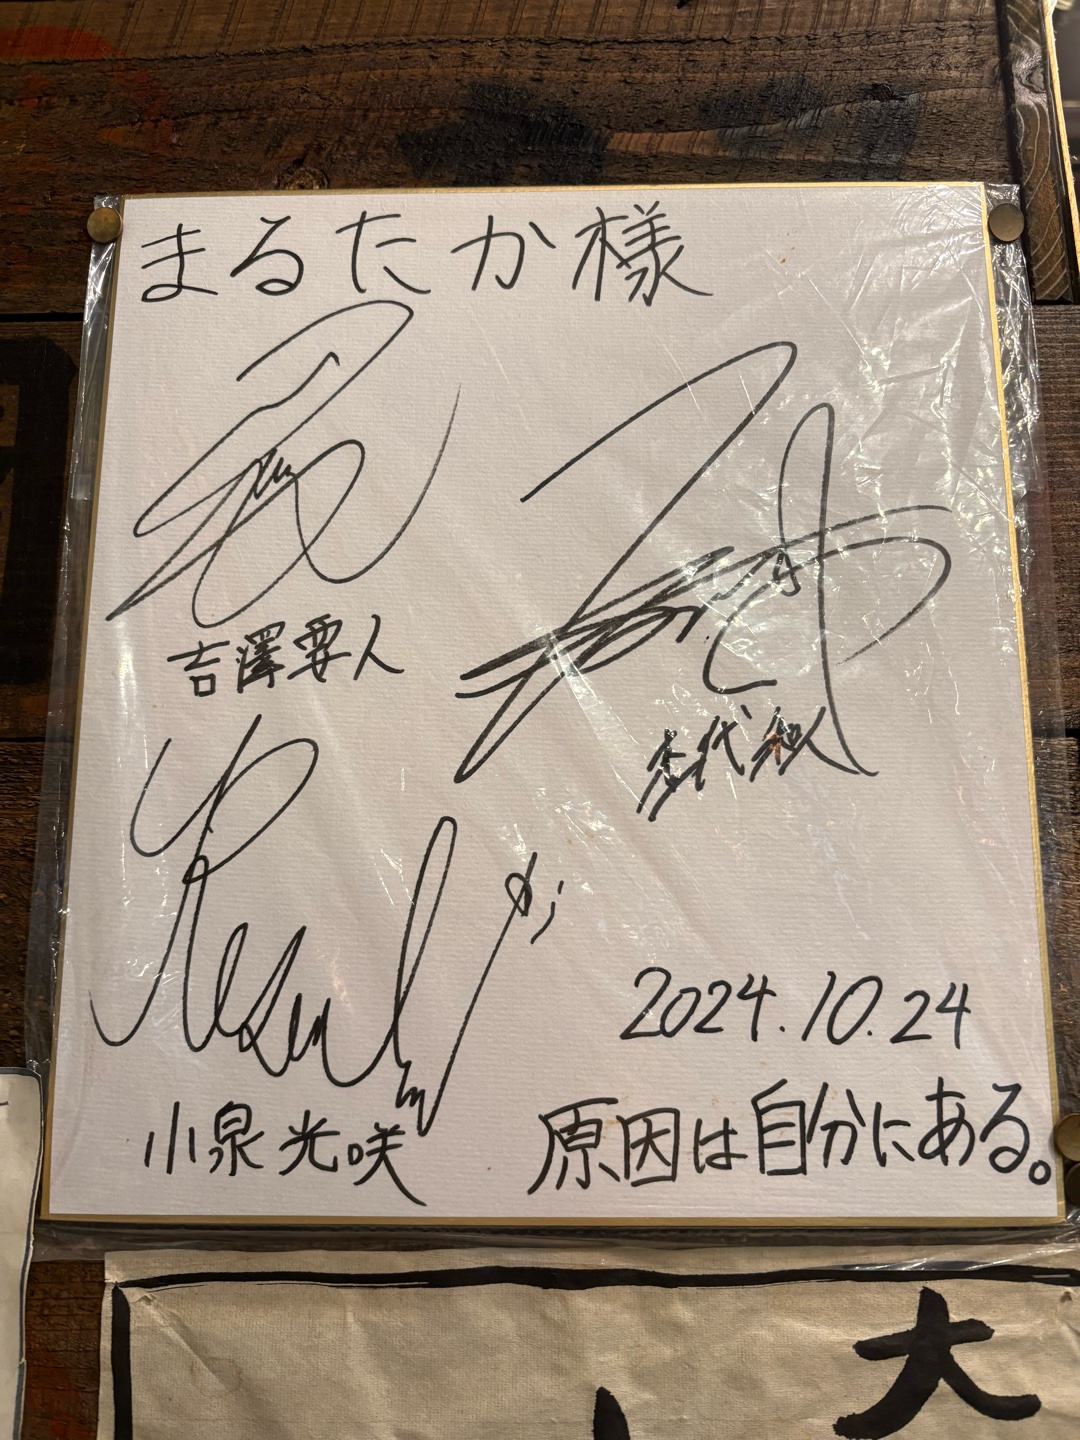 まるたか様
吉澤要人
杢代和人
小泉光咲
2024.10.24
原因は自分にある。
大